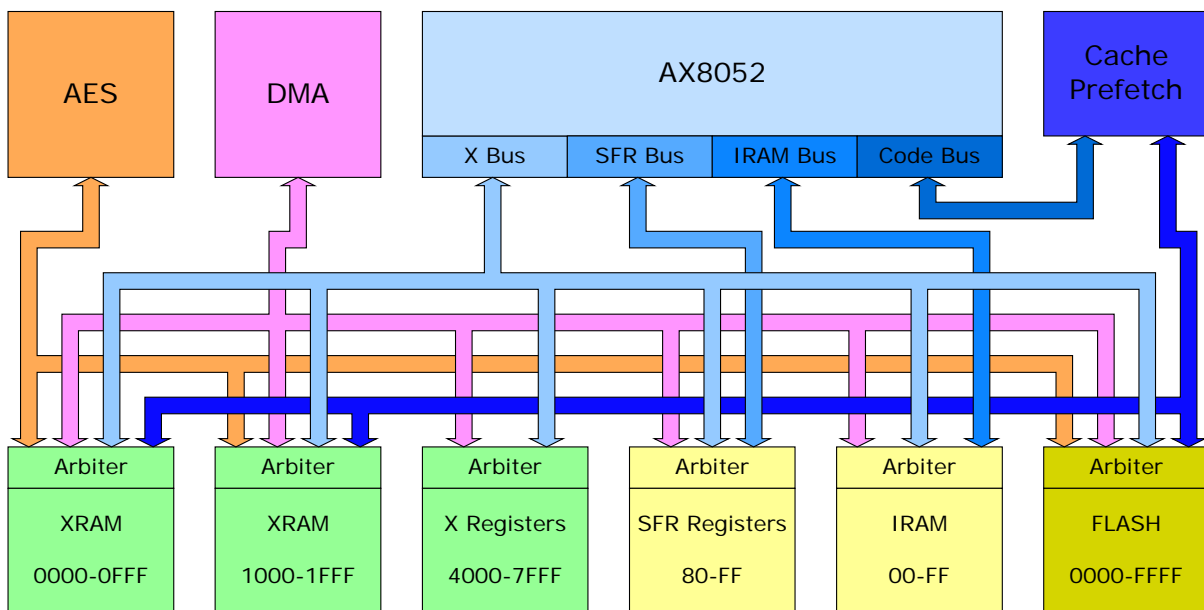 AES
DMA
AX8052
Cache
Prefetch
X Bus
SFR Bus
IRAM Bus
Code Bus
Arbiter
Arbiter
Arbiter
Arbiter
Arbiter
Arbiter
XRAM
XRAM
X Registers
SFR Registers
IRAM
FLASH
0000-0FFF
1000-1FFF
4000-7FFF
80-FF
00-FF
0000-FFFF